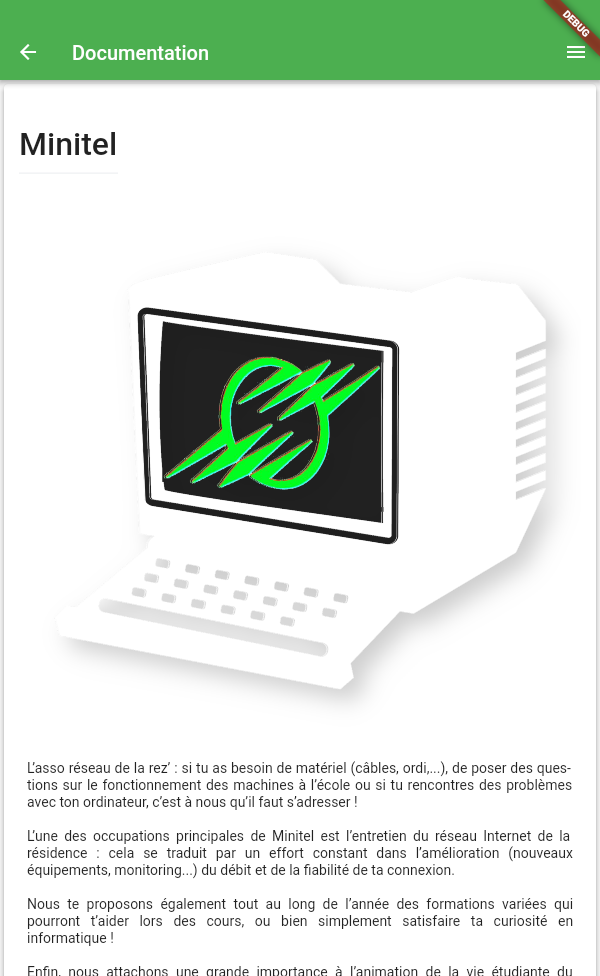 DEBUG
Documentation
Minitel
L’asso réseau de la rez’ : si tu as besoin de matériel (câbles, ordi,...), de poser des ques-
tions sur le fonctionnement des machines à l’école ou si tu rencontres des problèmes
avec ton ordinateur, c’est à nous qu’il faut s’adresser !
L’une des occupations principales de Minitel est l’entretien du réseau Internet de la
résidence : cela se traduit par un effort constant dans l’amélioration (nouveaux
équipements, monitoring...) du débit et de la fiabilité de ta connexion.
Nous te proposons également tout au long de l’année des formations variées qui
pourront t’aider lors des cours, ou bien simplement satisfaire ta curiosité en
informatique !
Enfin, nous attachons une grande importance à l’animation de la vie étudiante du